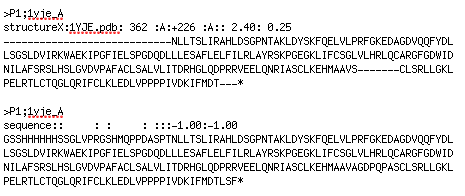 >P1;1yje_A
structureX:1YJE.pdb: 362 :A:+226 :A:: 2.40: 0.25
----------------------------NLLTSLIRAHLDSGPNTAKLDYSKFQELVLPRFGKEDAGDVQQFYDL
LSGSLDVIRKWAEKIPGFIELSPGDQDLLLESAFLELFILRLAYRSKPGEGKLIFCSGLVLHRLQCARGFGDWID
NILAFSRSLHSLGVDVPAFACLSALVLITDRHGLQDPRRVEELQNRIASCLKEHMAAVS-------CLSRLLGKL
PELRTLCTQGLQRIFCLKLEDLVPPPPIVDKIFMDT---*
>P1;1yje_A
sequence::     : :     : :::-1.00:-1.00
GSSHHHHHHSSGLVPRGSHMQPPDASPTNLLTSLIRAHLDSGPNTAKLDYSKFQELVLPRFGKEDAGDVQQFYDL
LSGSLDVIRKWAEKIPGFIELSPGDQDLLLESAFLELFILRLAYRSKPGEGKLIFCSGLVLHRLQCARGFGDWID
NILAFSRSLHSLGVDVPAFACLSALVLITDRHGLQDPRRVEELQNRIASCLKEHMAAVAGDPQPASCLSRLLGKL
PELRTLCTQGLQRIFCLKLEDLVPPPPIVDKIFMDTLSF*